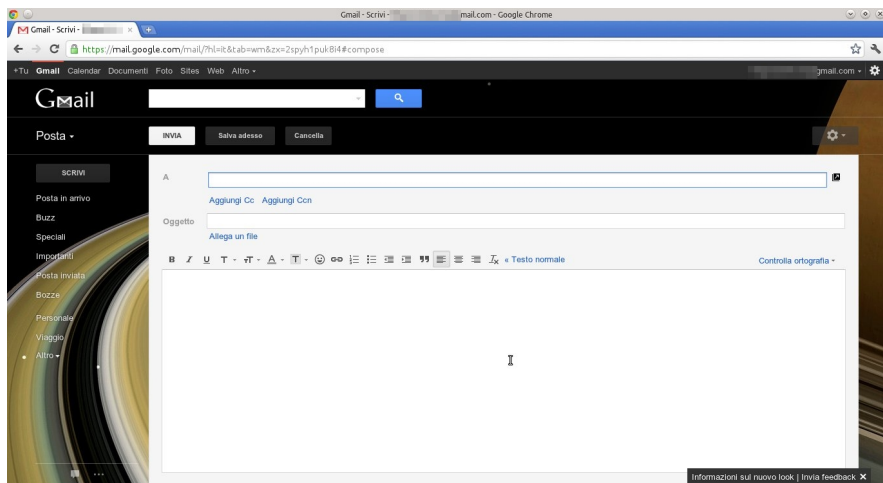 Gmail - Scrivi - mail.com - Google Chrome
Gmail - Scrivi -
https://mail.google.com/mail/?hl=it&tab=wm&zx=2spyh1puk8i4#compose
+Tu Gmail Calendar Documenti Foto Sites Web Altro gmail.com
Gmail
Posta INVIA Salva adesso Cancella
SCRIVI
A
Posta in arrivo
Aggiungi Cc Aggiungi Ccn
Buzz
Oggetto
Speciali
Allega un file
Importanti
B I U T TT A T Tx « Testo normale Controlla ortografia
Posta inviata
Bozze
Personale
Viaggio
Altro
Informazioni sul nuovo look | Invia feedback X